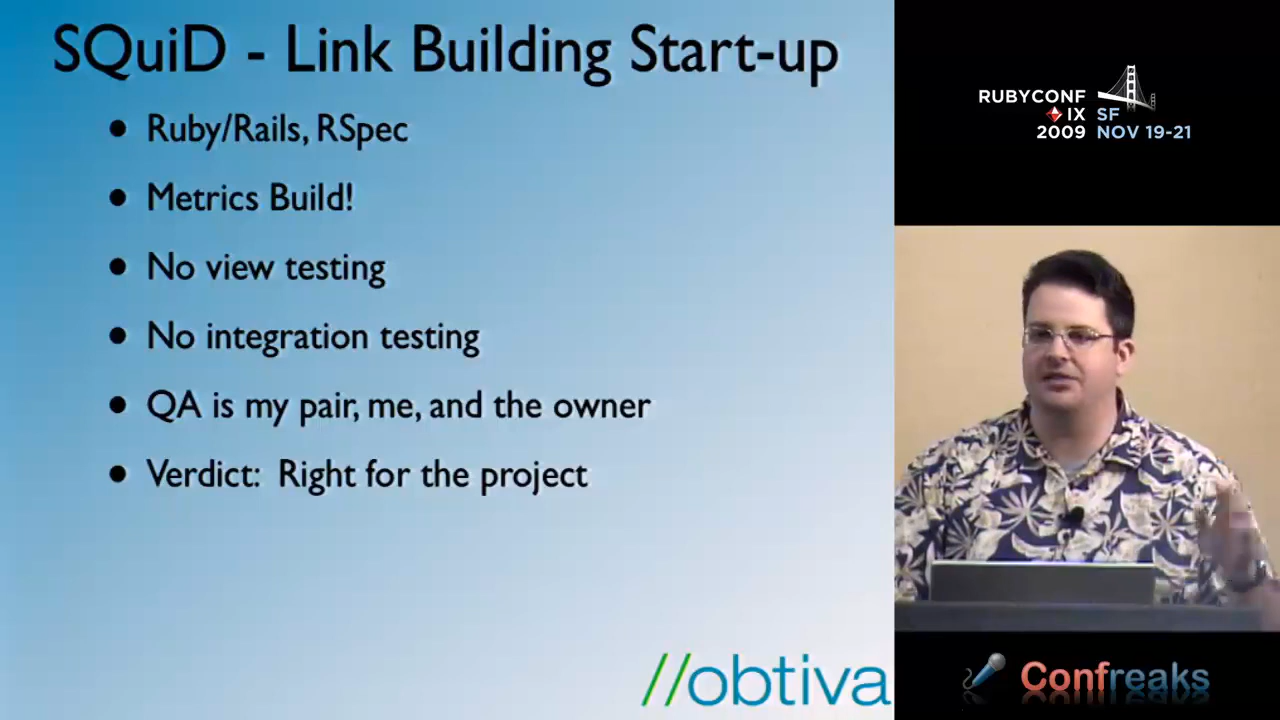 SQuiD - Link Building Start-up
• Ruby/Rails, RSpec
• Metrics Build!
• No view testing
• No integration testing
• QA is my pair, me, and the owner
• Verdict: Right for the project
//obtiva
RUBYCONF
IX SF
2009 NOV 19-21
Confreaks